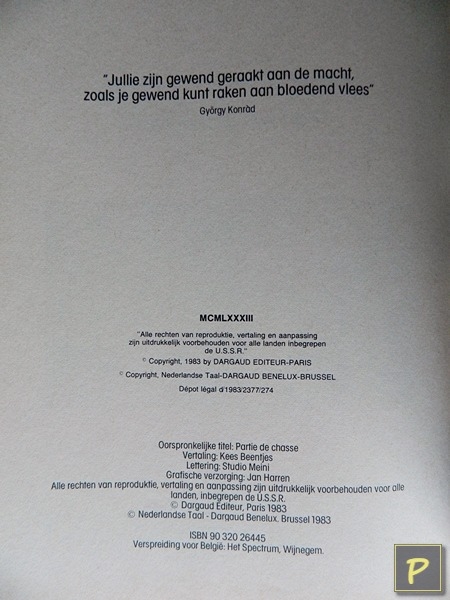 "Jullie zijn gewend geraakt aan de macht,
zoals je gewend kunt raken aan bloedend vlees"
György Konràd
MCMLXXXIII
"Alle rechten van reproduktie, vertaling en aanpassing
zijn uitdrukkelijk voorbehouden voor alle landen inbegrepen
de U.S.S.R."
© Copyright, 1983 by DARGAUD EDITEUR-PARIS
© Copyright, Nederlandse Taal-DARGAUD BENELUX-BRUSSEL
Dépot légal d/1983/2377/274
Oorspronkelijke titel: Partie de chasse
Vertaling: Kees Beentjes
Lettering: Studio Meini
Grafische verzorging: Jan Harren
Alle rechten van reproduktie, vertaling en aanpassing zijn uitdrukkelijk voorbehouden voor alle
landen, inbegrepen de U.S.S.R.
© Dargaud Editeur, Paris 1983
© Nederlandse Taal - Dargaud Benelux. Brussel 1983
ISBN 90 320 26445
Verspreiding voor België: Het Spectrum, Wijnegem.
P